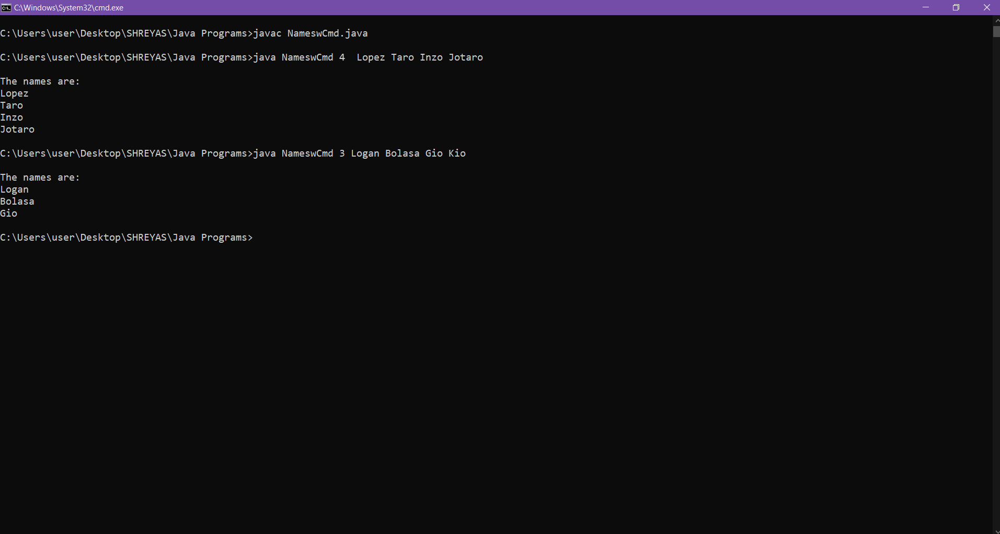 C:\Windows\System32\cmd.exe
C:\Users\user\Desktop\SHREYAS\Java Programs>javac NameswCmd.java
C:\Users\user\Desktop\SHREYAS\Java Programs>java NameswCmd 4  Lopez Taro Inzo Jotaro
The names are:
Lopez
Taro
Inzo
Jotaro
C:\Users\user\Desktop\SHREYAS\Java Programs>java NameswCmd 3 Logan Bolasa Gio Kio
The names are:
Logan
Bolasa
Gio
C:\Users\user\Desktop\SHREYAS\Java Programs>